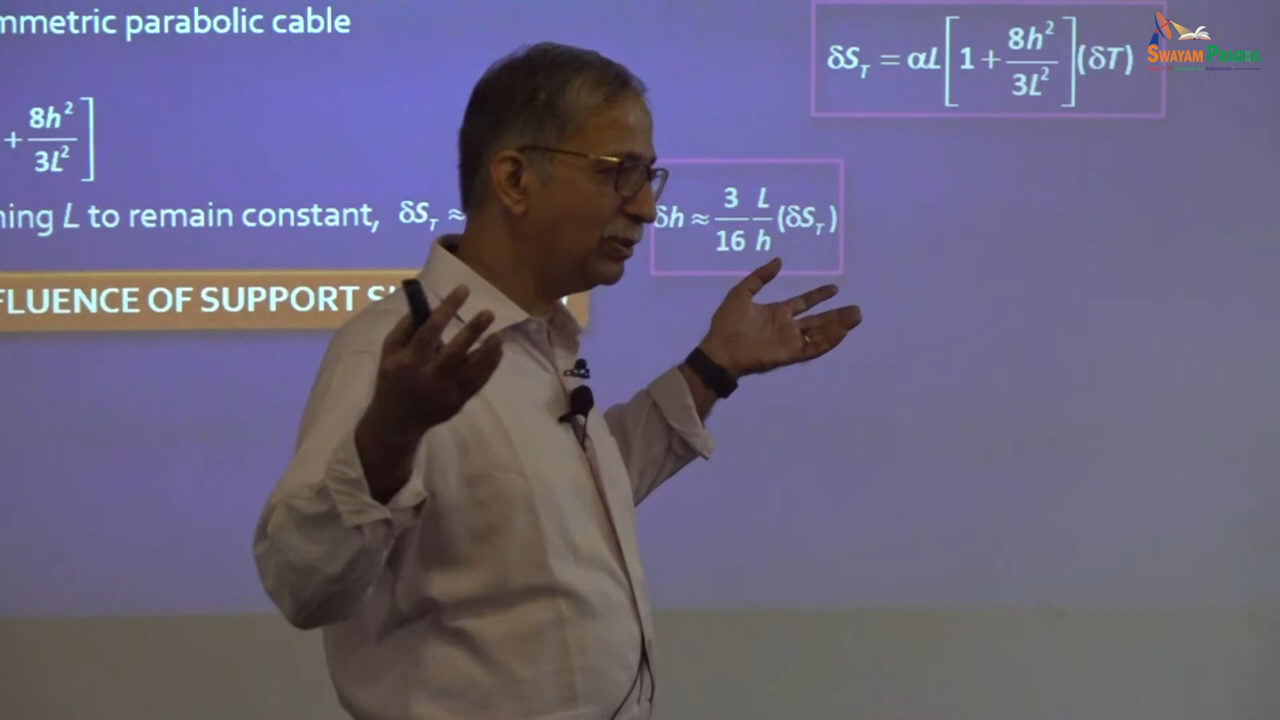 mmetric parabolic cable
δS_T = αL[1 + 8h²/3L²](δT)
SWAYAM PRABHA
+ 8h²/3L²]
ning L to remain constant, δS_T ≈
δh ≈ 3/16 L/h (δS_T)
FLUENCE OF SUPPORT S